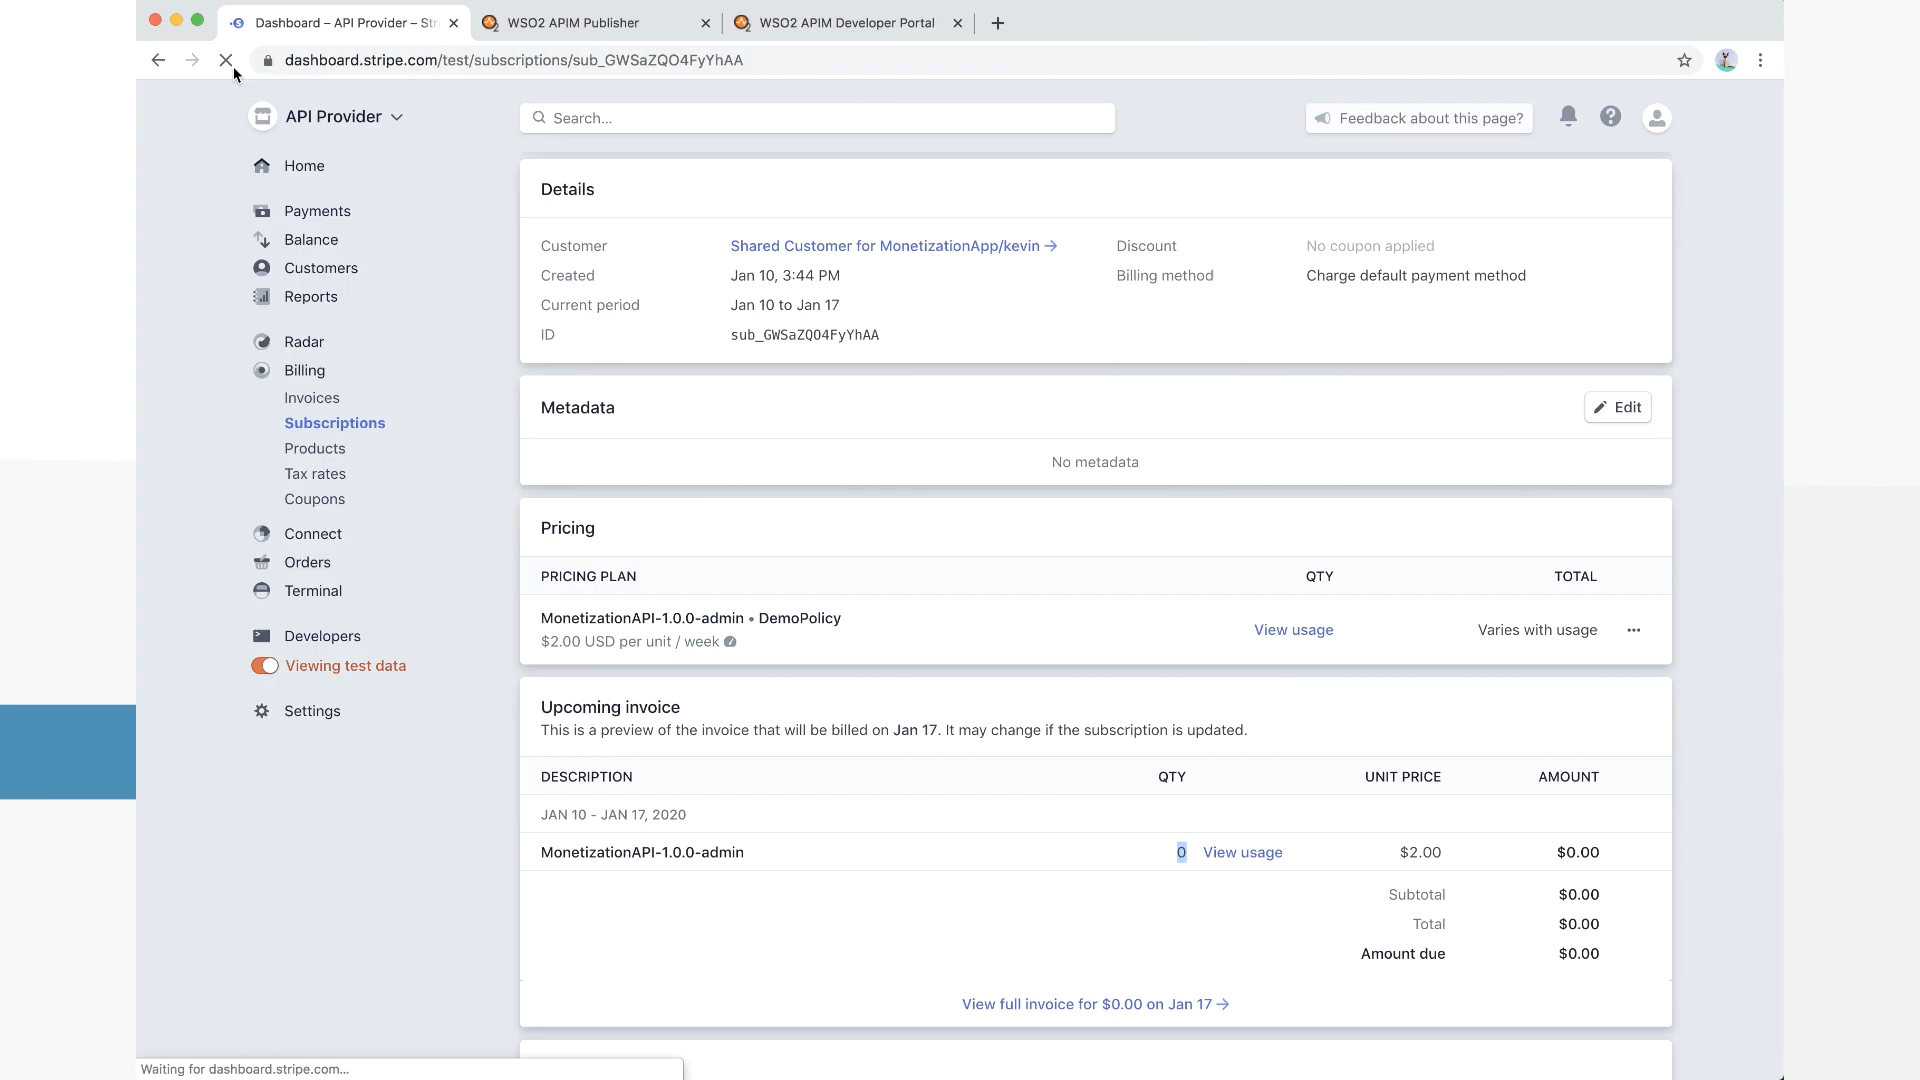 Dashboard – API Provider – Str
WSO2 APIM Publisher
WSO2 APIM Developer Portal
dashboard.stripe.com/test/subscriptions/sub_GWSaZQO4FyYhAA
API Provider
Search...
Feedback about this page?
Home
Payments
Balance
Customers
Reports
Radar
Billing
Invoices
Subscriptions
Products
Tax rates
Coupons
Connect
Orders
Terminal
Developers
Viewing test data
Settings
Details
Customer
Shared Customer for MonetizationApp/kevin →
Discount
No coupon applied
Created
Jan 10, 3:44 PM
Billing method
Charge default payment method
Current period
Jan 10 to Jan 17
ID
sub_GWSaZQO4FyYhAA
Metadata
Edit
No metadata
Pricing
PRICING PLAN
QTY
TOTAL
MonetizationAPI-1.0.0-admin • DemoPolicy
$2.00 USD per unit / week
View usage
Varies with usage
Upcoming invoice
This is a preview of the invoice that will be billed on Jan 17. It may change if the subscription is updated.
DESCRIPTION
QTY
UNIT PRICE
AMOUNT
JAN 10 - JAN 17, 2020
MonetizationAPI-1.0.0-admin
0
View usage
$2.00
$0.00
Subtotal
$0.00
Total
$0.00
Amount due
$0.00
View full invoice for $0.00 on Jan 17 →
Waiting for dashboard.stripe.com...